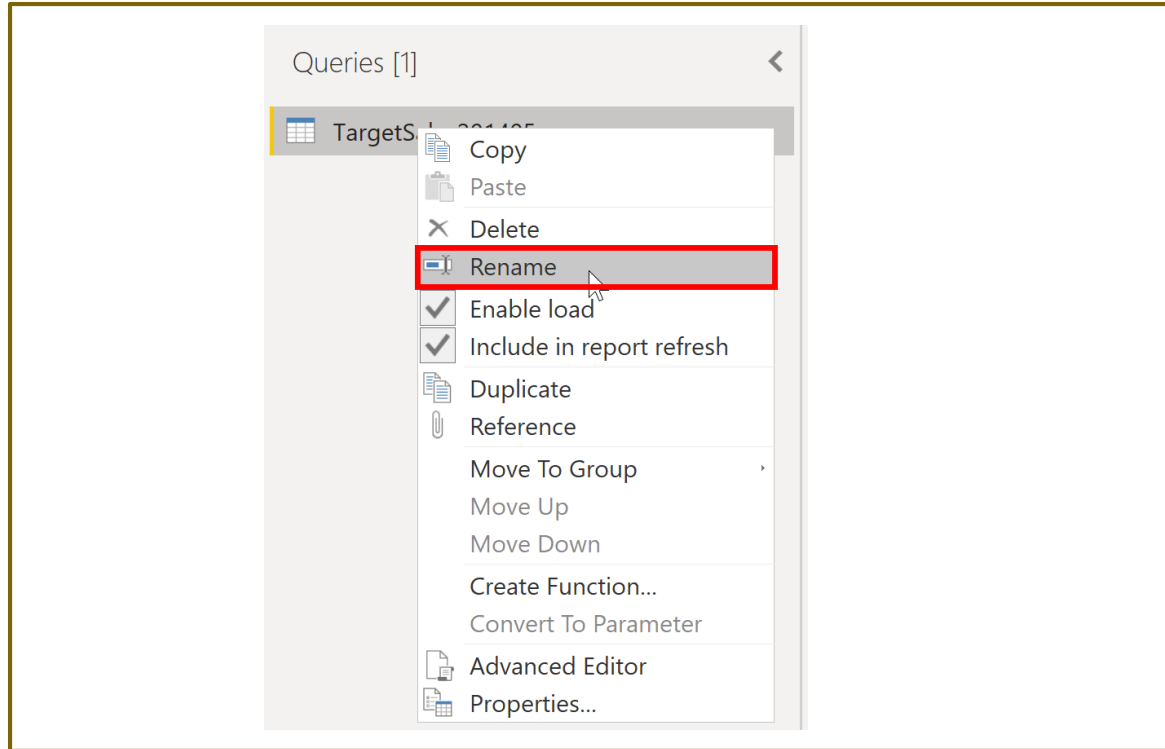 Queries [1]
TargetS
Copy
Paste
Delete
Rename
Enable load
Include in report refresh
Duplicate
Reference
Move To Group
Move Up
Move Down
Create Function...
Convert To Parameter
Advanced Editor
Properties...